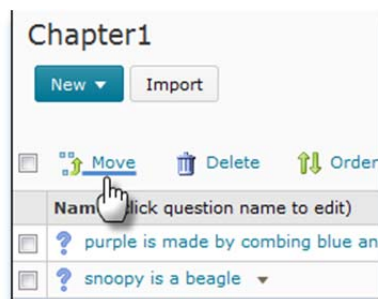 Chapter1
New Import
Move Delete Order
Nam click question name to edit)
purple is made by combing blue an
snoopy is a beagle